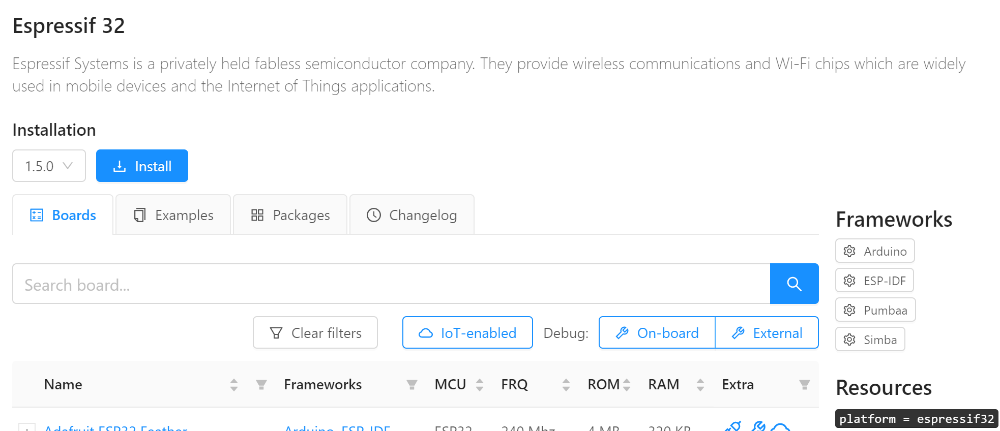 Espressif 32
Espressif Systems is a privately held fabless semiconductor company. They provide wireless communications and Wi-Fi chips which are widely
used in mobile devices and the Internet of Things applications.
Installation
1.5.0 Install
Boards Examples Packages Changelog
Search board...
Clear filters IoT-enabled Debug: On-board External
Name Frameworks MCU FRQ ROM RAM Extra
Adafruit ESP32 Feather Arduino, ESP-IDF ESP32 240 Mhz 4 MB 320 KB
Frameworks
Arduino
ESP-IDF
Pumbaa
Simba
Resources
platform = espressif32